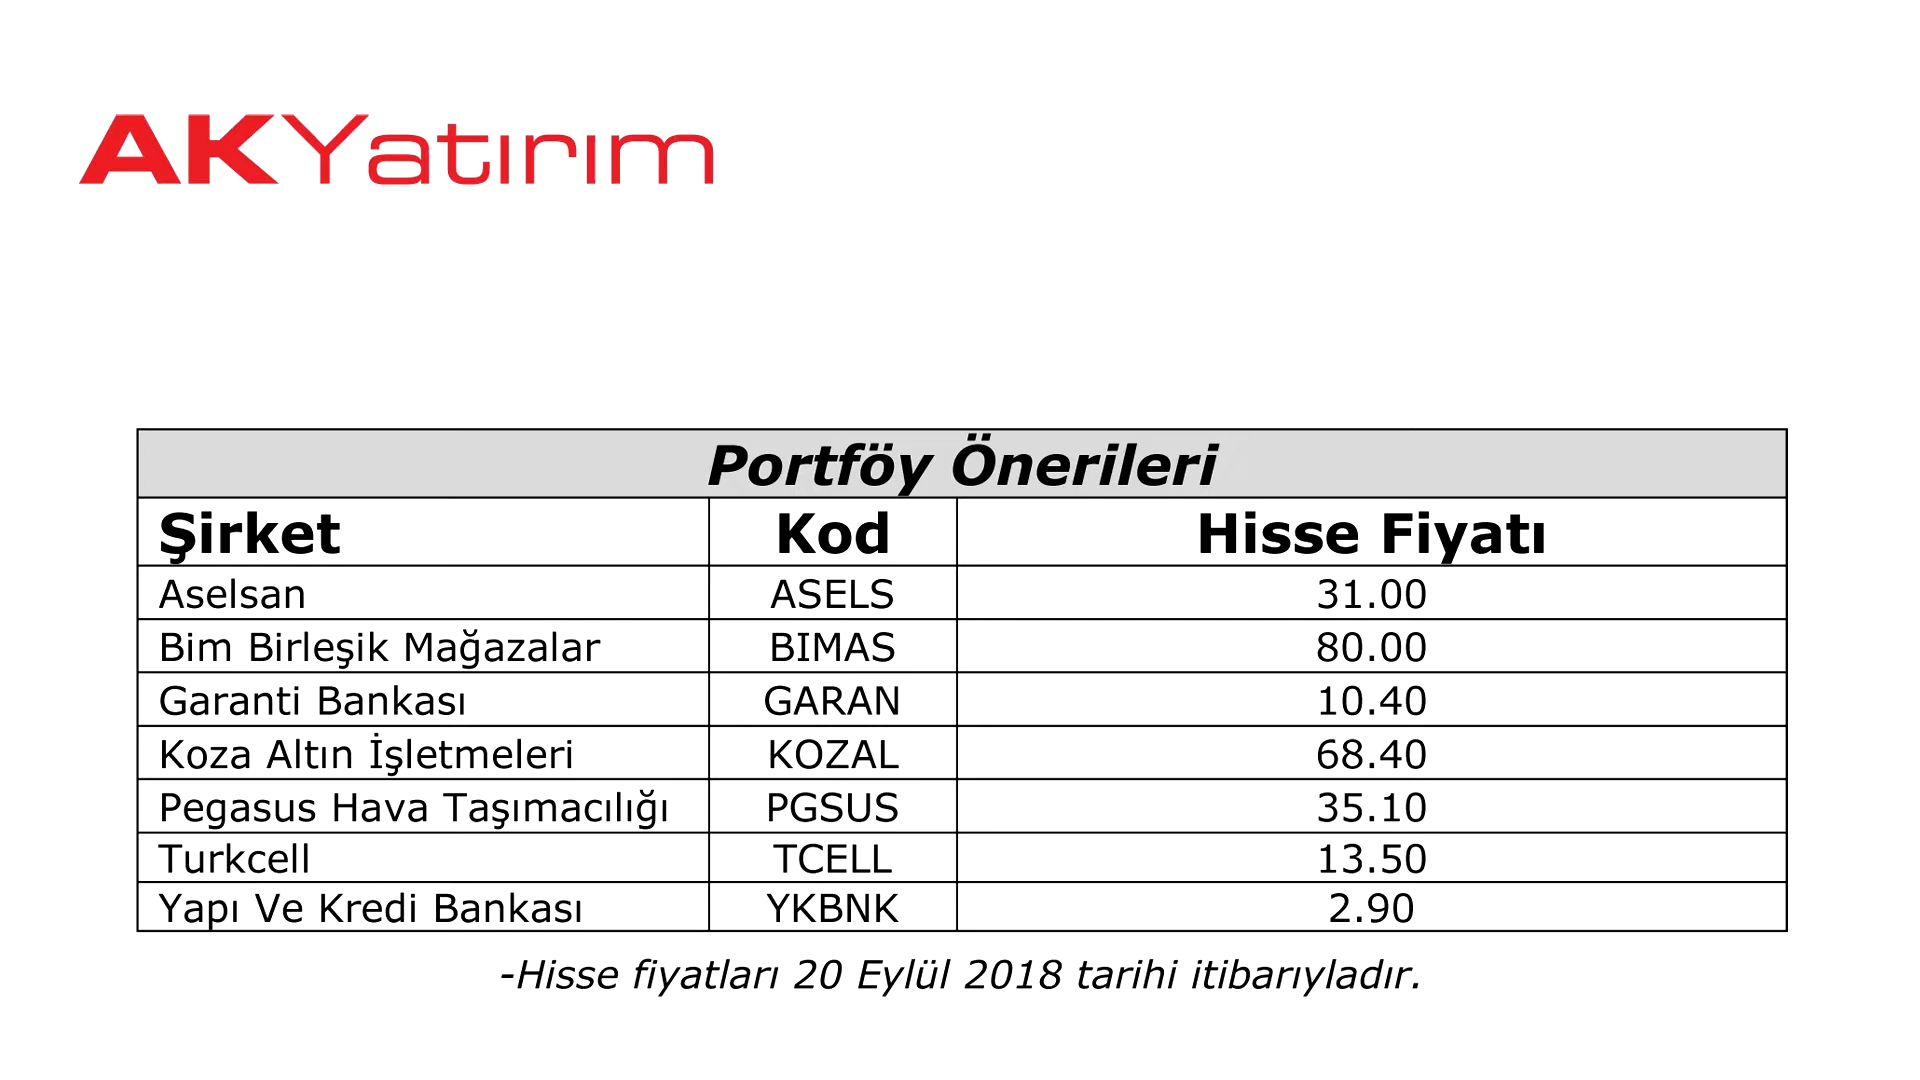 AKYatırım
Portföy Önerileri
Şirket Kod Hisse Fiyatı
Aselsan ASELS 31.00
Bim Birleşik Mağazalar BIMAS 80.00
Garanti Bankası GARAN 10.40
Koza Altın İşletmeleri KOZAL 68.40
Pegasus Hava Taşımacılığı PGSUS 35.10
Turkcell TCELL 13.50
Yapı Ve Kredi Bankası YKBNK 2.90
-Hisse fiyatları 20 Eylül 2018 tarihi itibarıyladır.